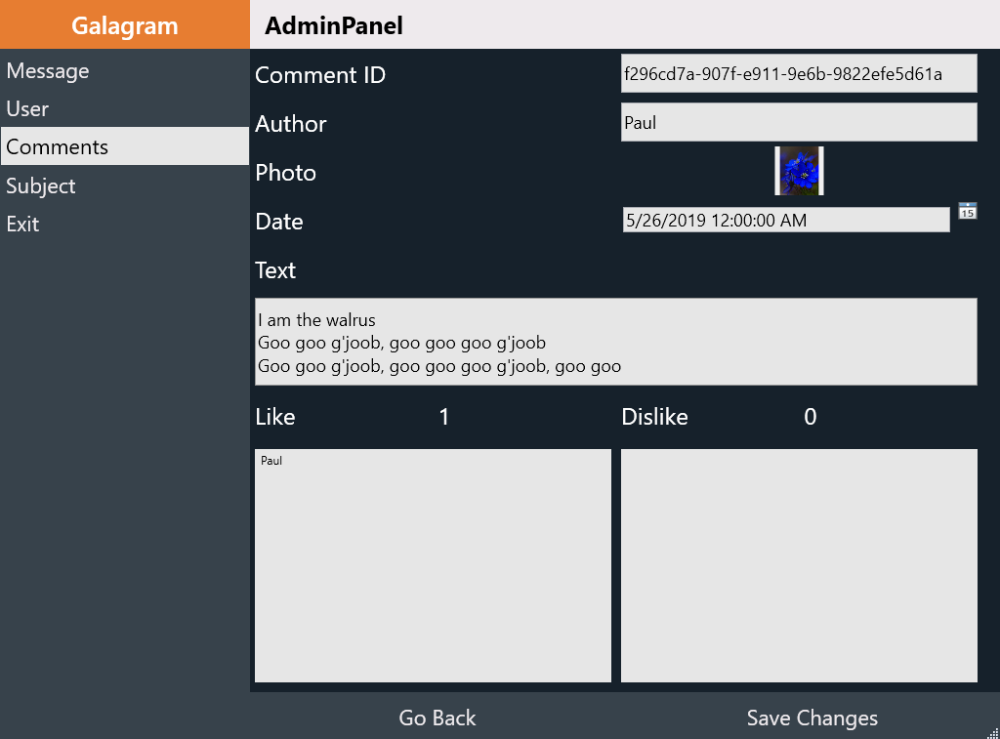 Galagram
AdminPanel
Message
User
Comments
Subject
Exit
Comment ID
f296cd7a-907f-e911-9e6b-9822efe5d61a
Author
Paul
Photo
Date
5/26/2019 12:00:00 AM
15
Text
I am the walrus
Goo goo g'joob, goo goo goo g'joob
Goo goo g'joob, goo goo goo g'joob, goo goo
Like 1
Dislike 0
Paul
Go Back
Save Changes